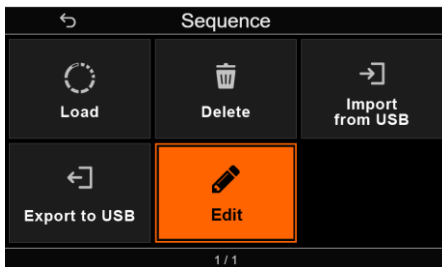 Sequence
Load
Delete
Import
from USB
Export to USB
Edit
1/1